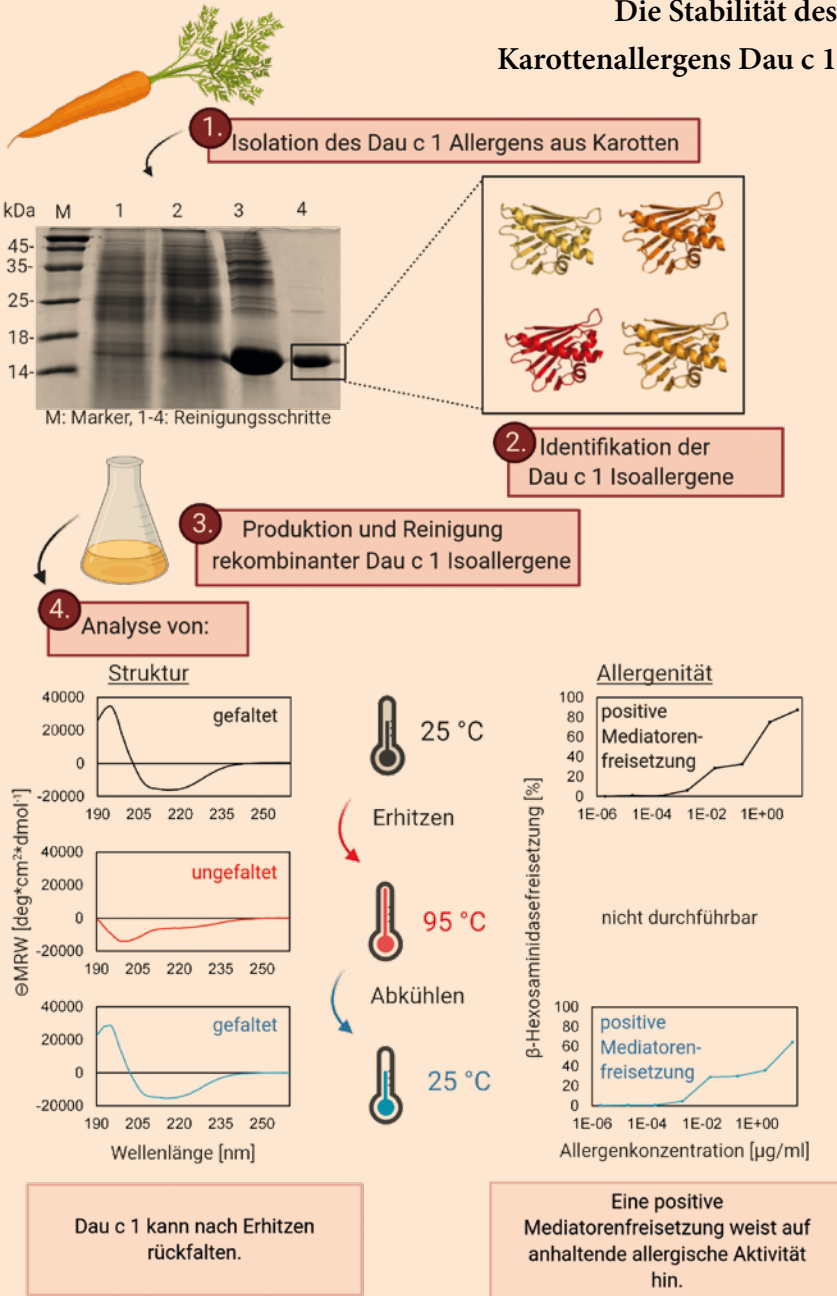 Die Stabilität des
Karottenallergens Dau c 1
1.
Isolation des Dau c 1 Allergens aus Karotten
kDa M 1 2 3 4
45-
35-
25-
18-
14-
M: Marker, 1-4: Reinigungsschritte
2.
Identifikation der
Dau c 1 Isoallergene
3.
Produktion und Reinigung
rekombinanter Dau c 1 Isoallergene
4.
Analyse von:
Struktur
ΘMRW [deg*cm²*dmol⁻¹]
40000
20000
0
-20000
gefaltet
190 205 220 235 250
40000
20000
0
-20000
ungefaltet
190 205 220 235 250
40000
20000
0
-20000
gefaltet
190 205 220 235 250
Wellenlänge [nm]
25 °C
Erhitzen
95 °C
Abkühlen
25 °C
Allergenität
β-Hexosaminidasefreisetzung [%]
100
80
60
40
20
0
positive
Mediatoren-
freisetzung
1E-06 1E-04 1E-02 1E+00
nicht durchführbar
100
80
60
40
20
0
positive
Mediatoren-
freisetzung
1E-06 1E-04 1E-02 1E+00
Allergenkonzentration [µg/ml]
Dau c 1 kann nach Erhitzen
rückfalten.
Eine positive
Mediatorenfreisetzung weist auf
anhaltende allergische Aktivität
hin.